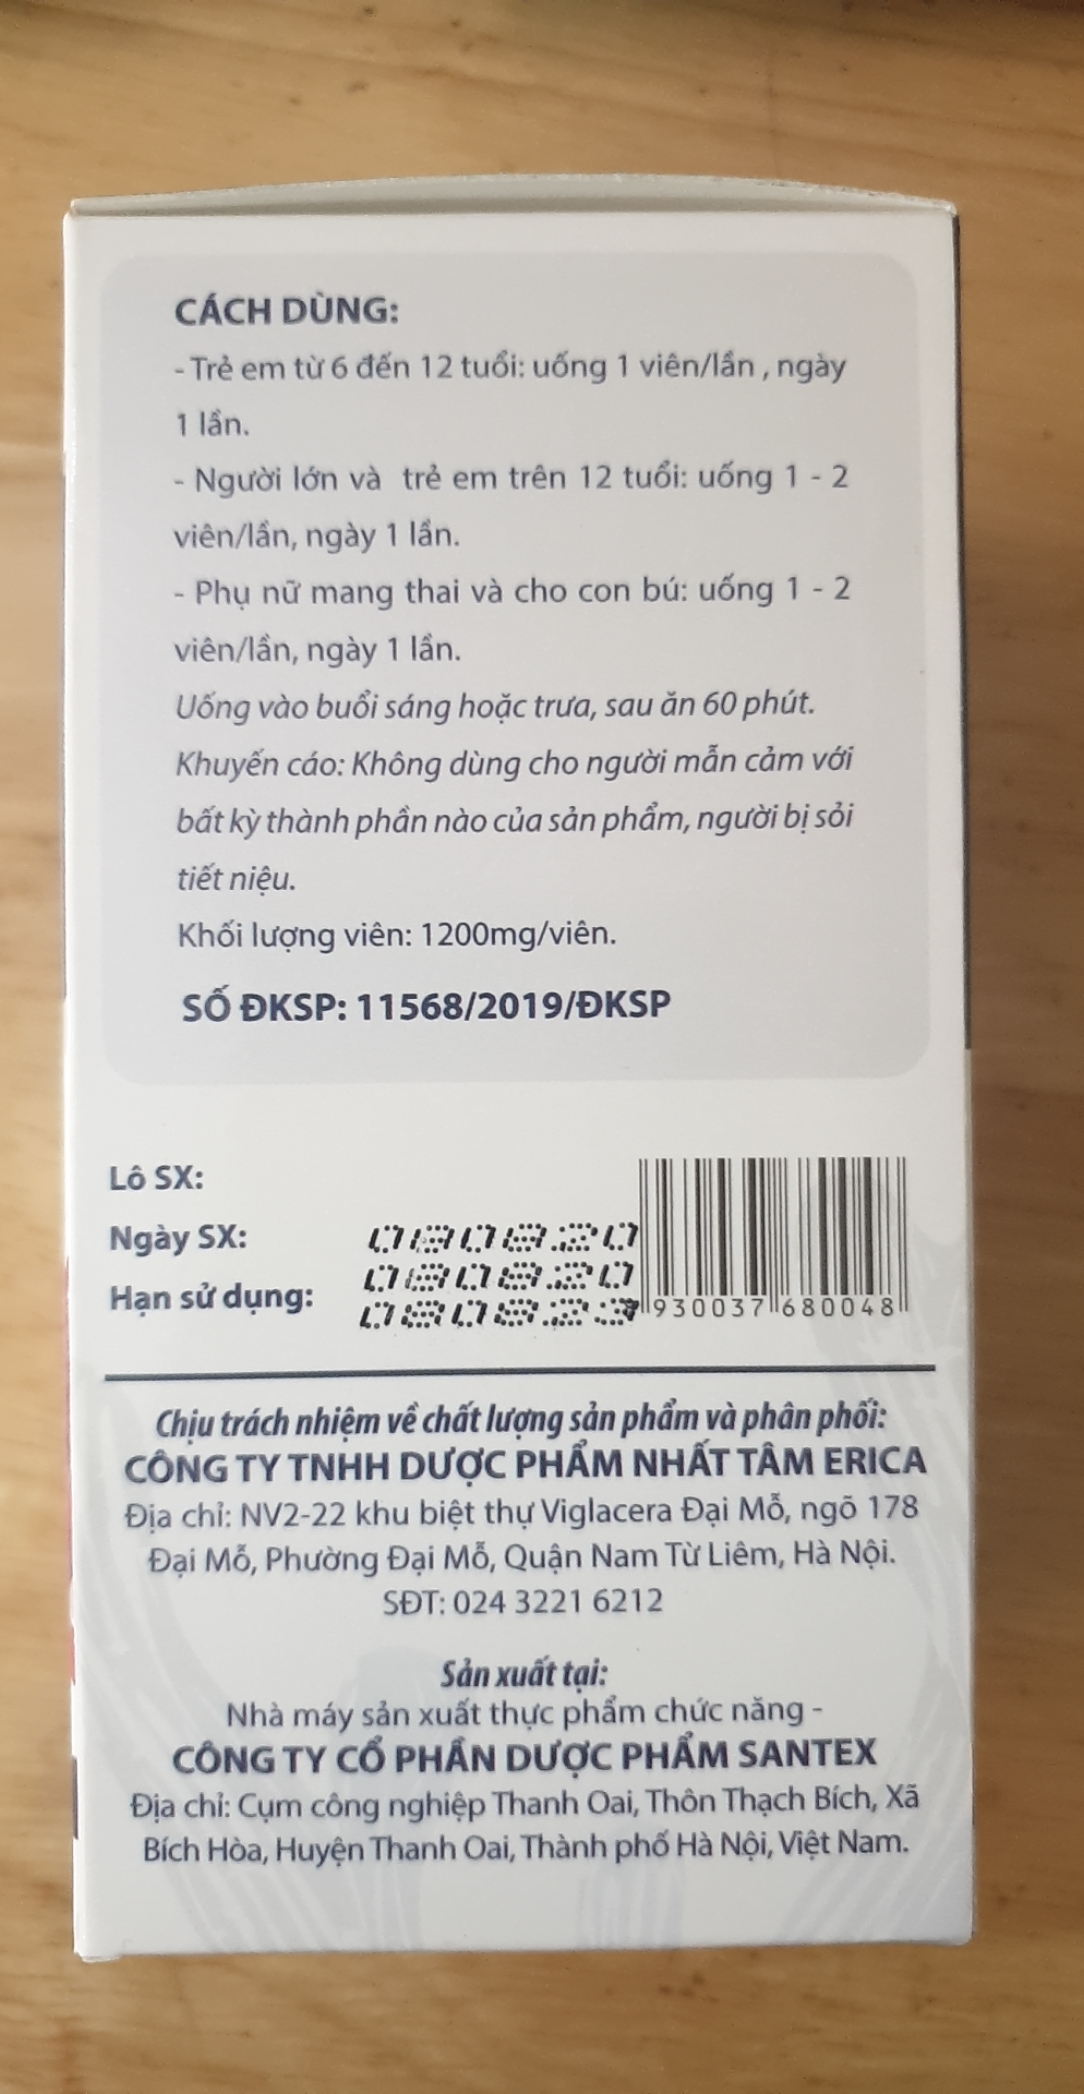 CÁCH DÙNG:
- Trẻ em từ 6 đến 12 tuổi: uống 1 viên/lần , ngày
1 lần.
- Người lớn và trẻ em trên 12 tuổi: uống 1 - 2
viên/lần, ngày 1 lần.
- Phụ nữ mang thai và cho con bú: uống 1 - 2
viên/lần, ngày 1 lần.
Uống vào buổi sáng hoặc trưa, sau ăn 60 phút.
Khuyến cáo: Không dùng cho người mẫn cảm với
bất kỳ thành phần nào của sản phẩm, người bị sỏi
tiết niệu.
Khối lượng viên: 1200mg/viên.
SỐ ĐKSP: 11568/2019/ĐKSP
Lô SX:
Ngày SX:
Hạn sử dụng:
080820
080820
080823
8930037680048
Chịu trách nhiệm về chất lượng sản phẩm và phân phối:
CÔNG TY TNHH DƯỢC PHẨM NHẤT TÂM ERICA
Địa chỉ: NV2-22 khu biệt thự Viglacera Đại Mỗ, ngõ 178
Đại Mỗ, Phường Đại Mỗ, Quận Nam Từ Liêm, Hà Nội.
SĐT: 024 3221 6212
Sản xuất tại:
Nhà máy sản xuất thực phẩm chức năng -
CÔNG TY CỔ PHẦN DƯỢC PHẨM SANTEX
Địa chỉ: Cụm công nghiệp Thanh Oai, Thôn Thạch Bích, Xã
Bích Hòa, Huyện Thanh Oai, Thành phố Hà Nội, Việt Nam.